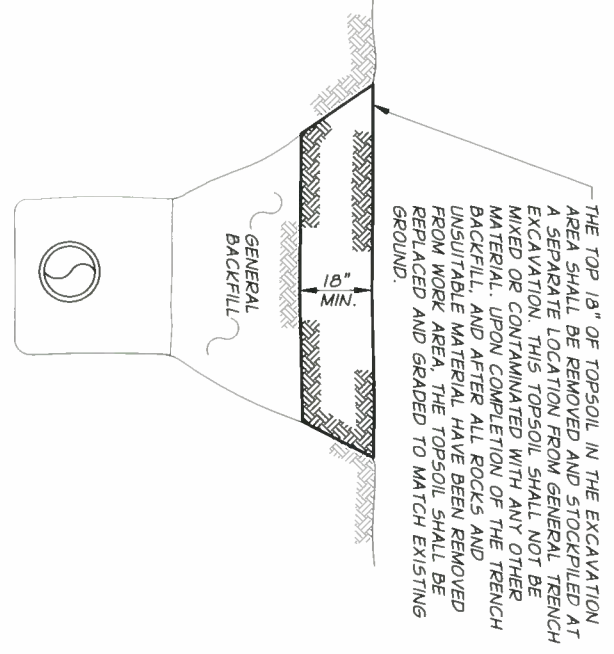 THE TOP 18" OF TOPSOIL IN THE EXCAVATION
AREA SHALL BE REMOVED AND STOCKPILED AT
A SEPARATE LOCATION FROM GENERAL TRENCH
EXCAVATION. THIS TOPSOIL SHALL NOT BE
MIXED OR CONTAMINATED WITH ANY OTHER
MATERIAL. UPON COMPLETION OF THE TRENCH
BACKFILL, AND AFTER ALL ROCKS AND
UNSUITABLE MATERIAL HAVE BEEN REMOVED
FROM WORK AREA, THE TOPSOIL SHALL BE
REPLACED AND GRADED TO MATCH EXISTING
GROUND.
18"
MIN.
GENERAL
BACKFILL